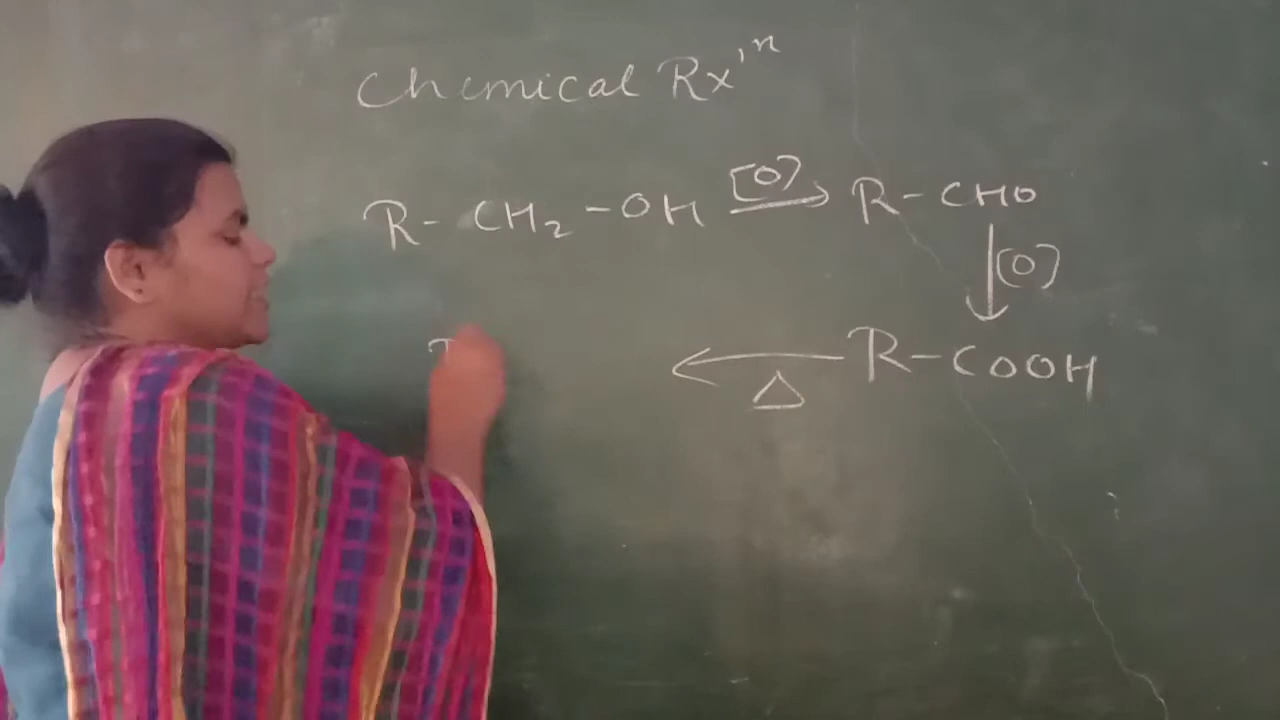 Chemical Rx'n
R-CH₂-OH [O]→ R-CHO
↓[O]
← Δ R-COOH